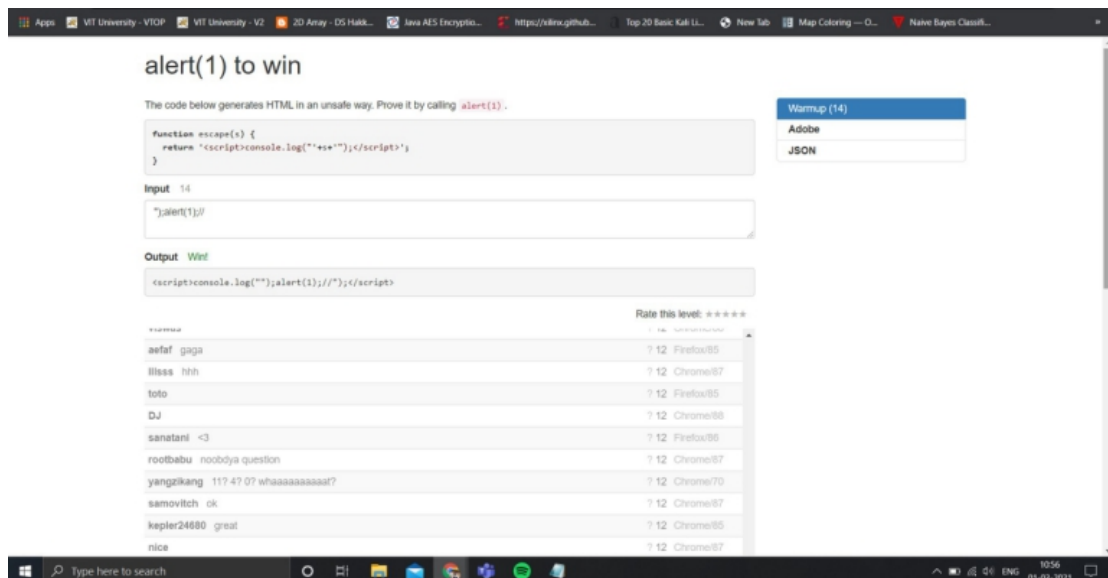 Apps VIT University - VTOP VIT University - V2 2D Array - DS Hakk... Java AES Encryptio... https://xilinx.github... Top 20 Basic Kali Li... New Tab Map Coloring — O... Naive Bayes Classifi... »
alert(1) to win
The code below generates HTML in an unsafe way. Prove it by calling alert(1) .
function escape(s) {
return '<script>console.log("'+s+'");</script>';
}
Warmup (14)
Adobe
JSON
Input 14
");alert(1);//
Output Win!
<script>console.log("");alert(1);//");</script>
Rate this level: ★★★★★
aefaf gaga ? 12 Firefox/85
lllsss hhh ? 12 Chrome/87
toto ? 12 Firefox/85
DJ ? 12 Chrome/88
sanatani <3 ? 12 Firefox/86
rootbabu noobdya question ? 12 Chrome/87
yangzikang 11? 4? 0? whaaaaaaaaaat? ? 12 Chrome/70
samovitch ok ? 12 Chrome/87
kepler24680 great ? 12 Chrome/85
nice ? 12 Chrome/87
Type here to search
ENG 10:56
01-02-2021